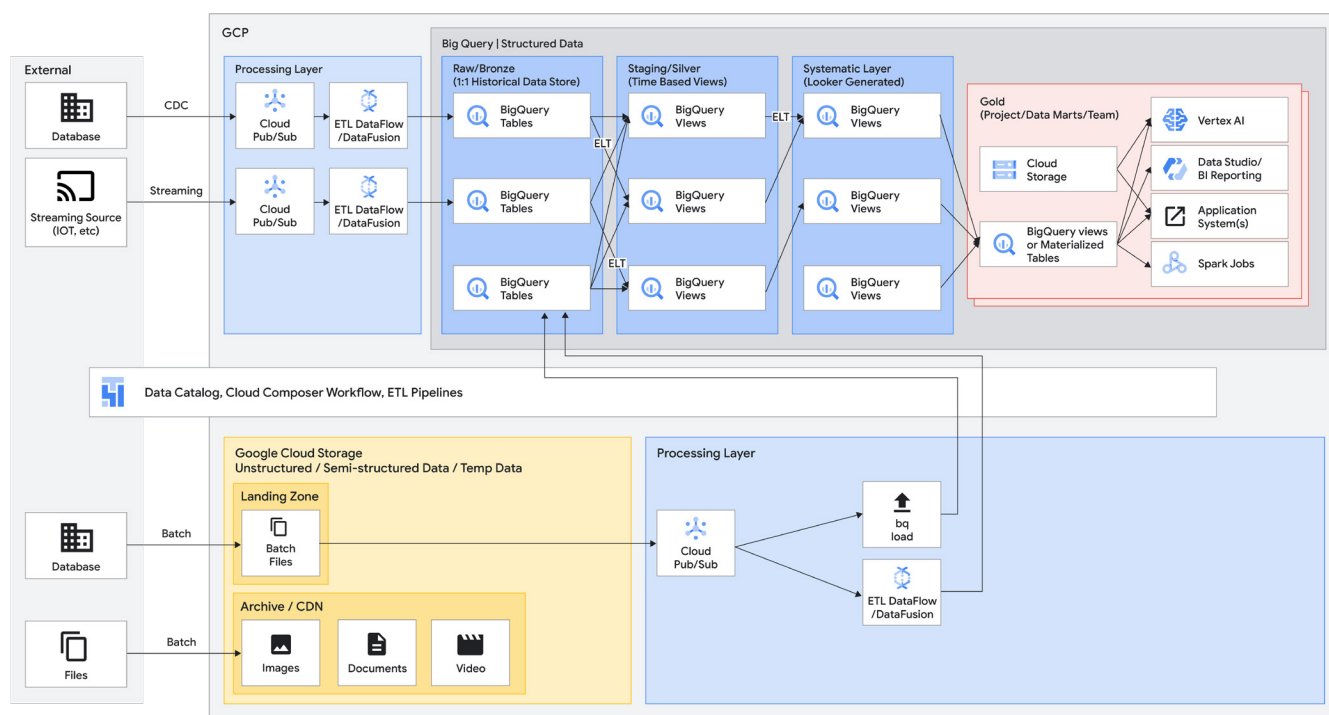 GCP
External
Database
Streaming Source
(IOT, etc)
CDC
Streaming
Processing Layer
Cloud
Pub/Sub
ETL DataFlow
/DataFusion
Cloud
Pub/Sub
ETL DataFlow
/DataFusion
Big Query | Structured Data
Raw/Bronze
(1:1 Historical Data Store)
BigQuery
Tables
BigQuery
Tables
BigQuery
Tables
ELT
ELT
Staging/Silver
(Time Based Views)
BigQuery
Views
BigQuery
Views
BigQuery
Views
ELT
Systematic Layer
(Looker Generated)
BigQuery
Views
BigQuery
Views
BigQuery
Views
Gold
(Project/Data Marts/Team)
Cloud
Storage
BigQuery views
or Materialized
Tables
Vertex AI
Data Studio/
BI Reporting
Application
System(s)
Spark Jobs
Data Catalog, Cloud Composer Workflow, ETL Pipelines
Database
Files
Batch
Batch
Google Cloud Storage
Unstructured / Semi-structured Data / Temp Data
Landing Zone
Batch
Files
Archive / CDN
Images
Documents
Video
Processing Layer
Cloud
Pub/Sub
bq
load
ETL DataFlow
/DataFusion